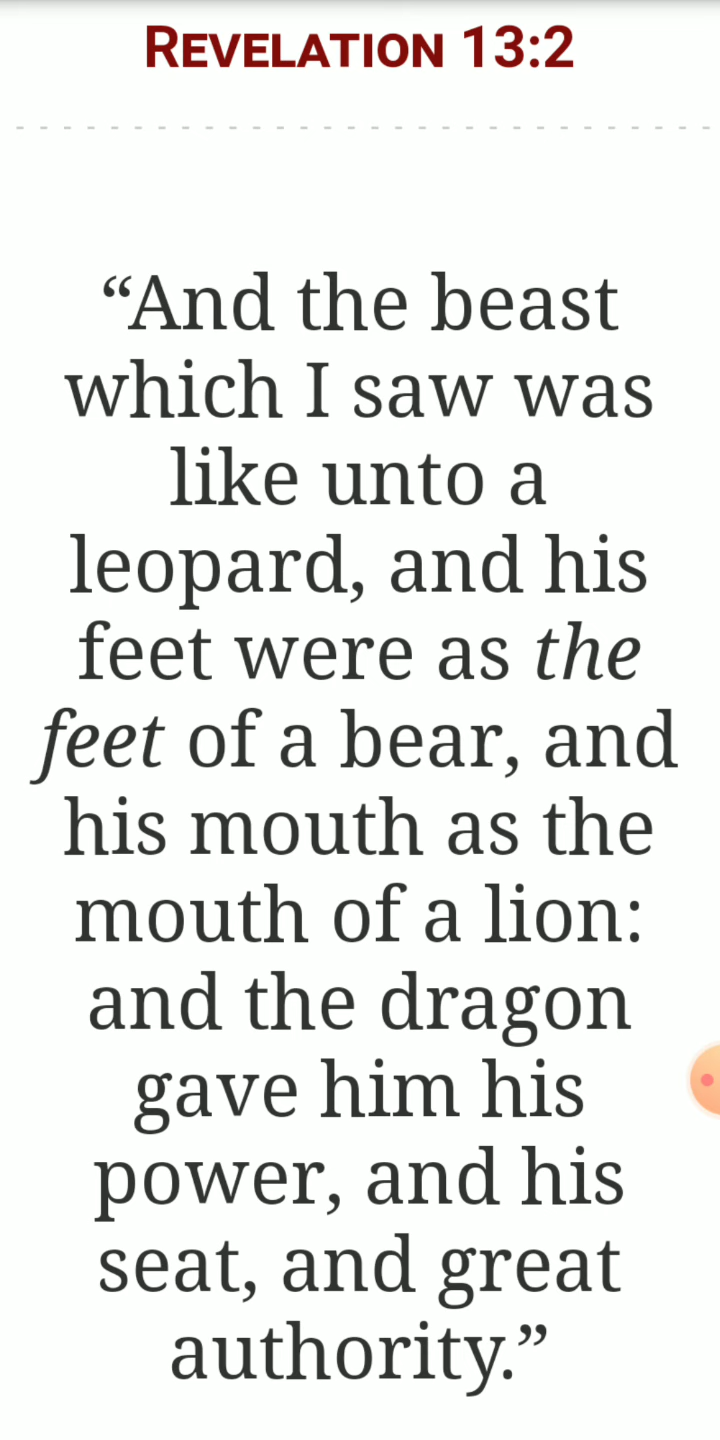 REVELATION 13:2
“And the beast
which I saw was
like unto a
leopard, and his
feet were as the
feet of a bear, and
his mouth as the
mouth of a lion:
and the dragon
gave him his
power, and his
seat, and great
authority.”